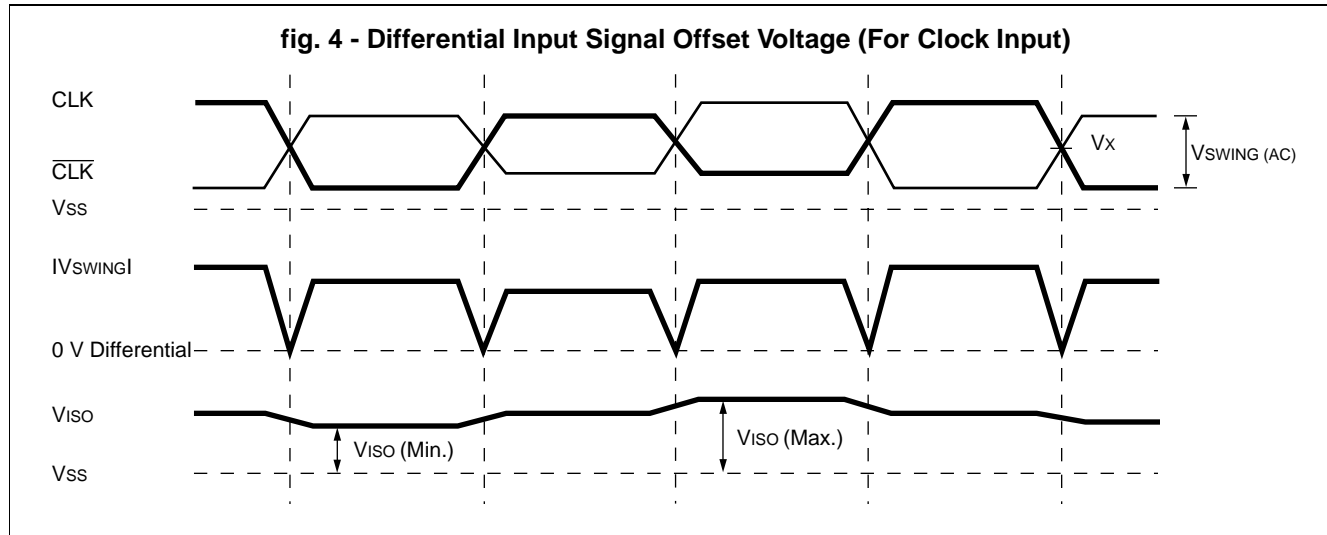 fig. 4 - Differential Input Signal Offset Voltage (For Clock Input)
CLK
VX
VSWING (AC)
CLK
VSS
|VSWING|
0 V Differential
VISO
VISO (Min.)
VISO (Max.)
VSS